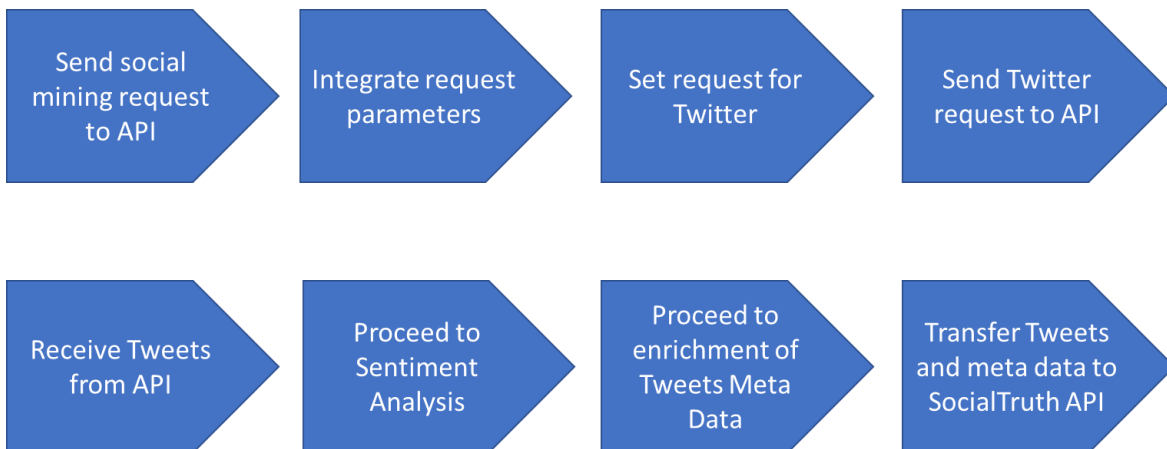 Send social
mining request
to API
Integrate request
parameters
Set request for
Twitter
Send Twitter
request to API
Receive Tweets
from API
Proceed to
Sentiment
Analysis
Proceed to
enrichment of
Tweets Meta
Data
Transfer Tweets
and meta data to
SocialTruth API